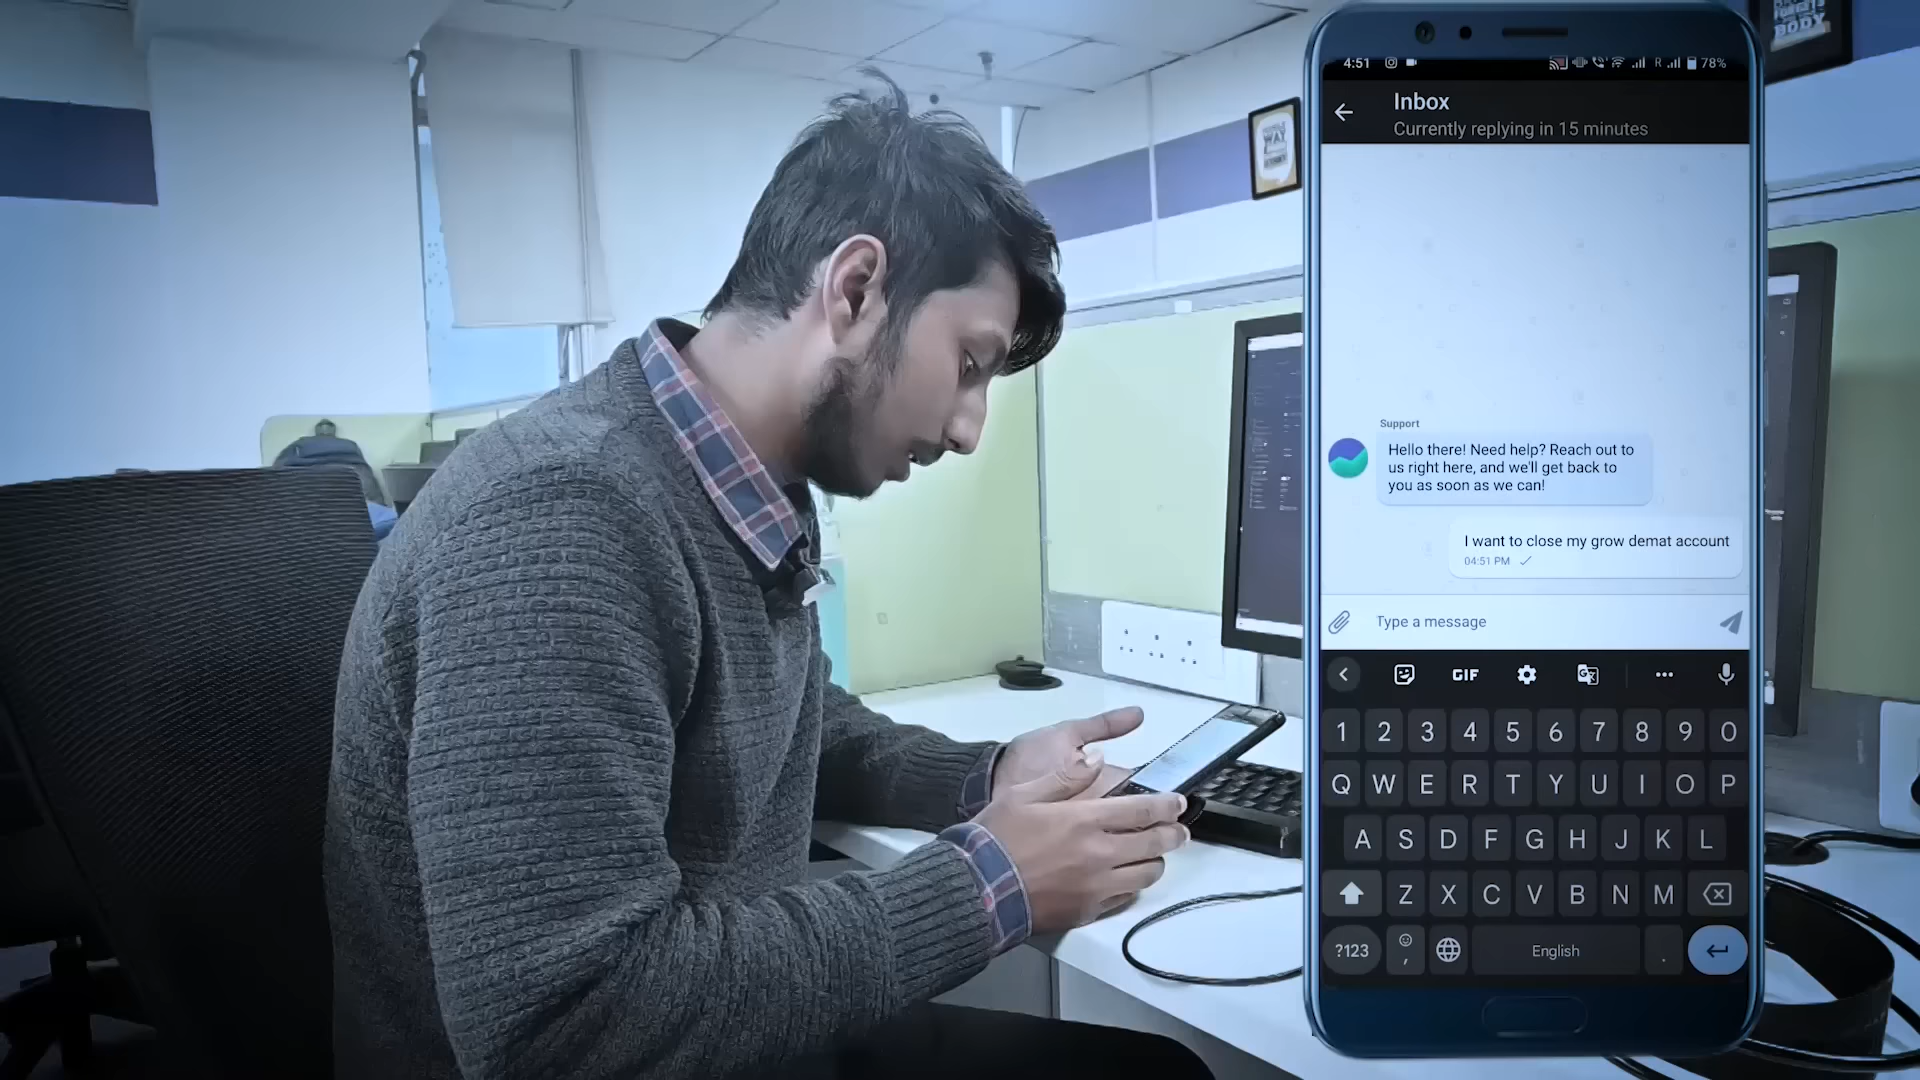 4:51
R
78%
Inbox
Currently replying in 15 minutes
Support
Hello there! Need help? Reach out to
us right here, and we'll get back to
you as soon as we can!
I want to close my grow demat account
04:51 PM
Type a message
GIF
1 2 3 4 5 6 7 8 9 0
Q W E R T Y U I O P
A S D F G H J K L
Z X C V B N M
?123 , English .